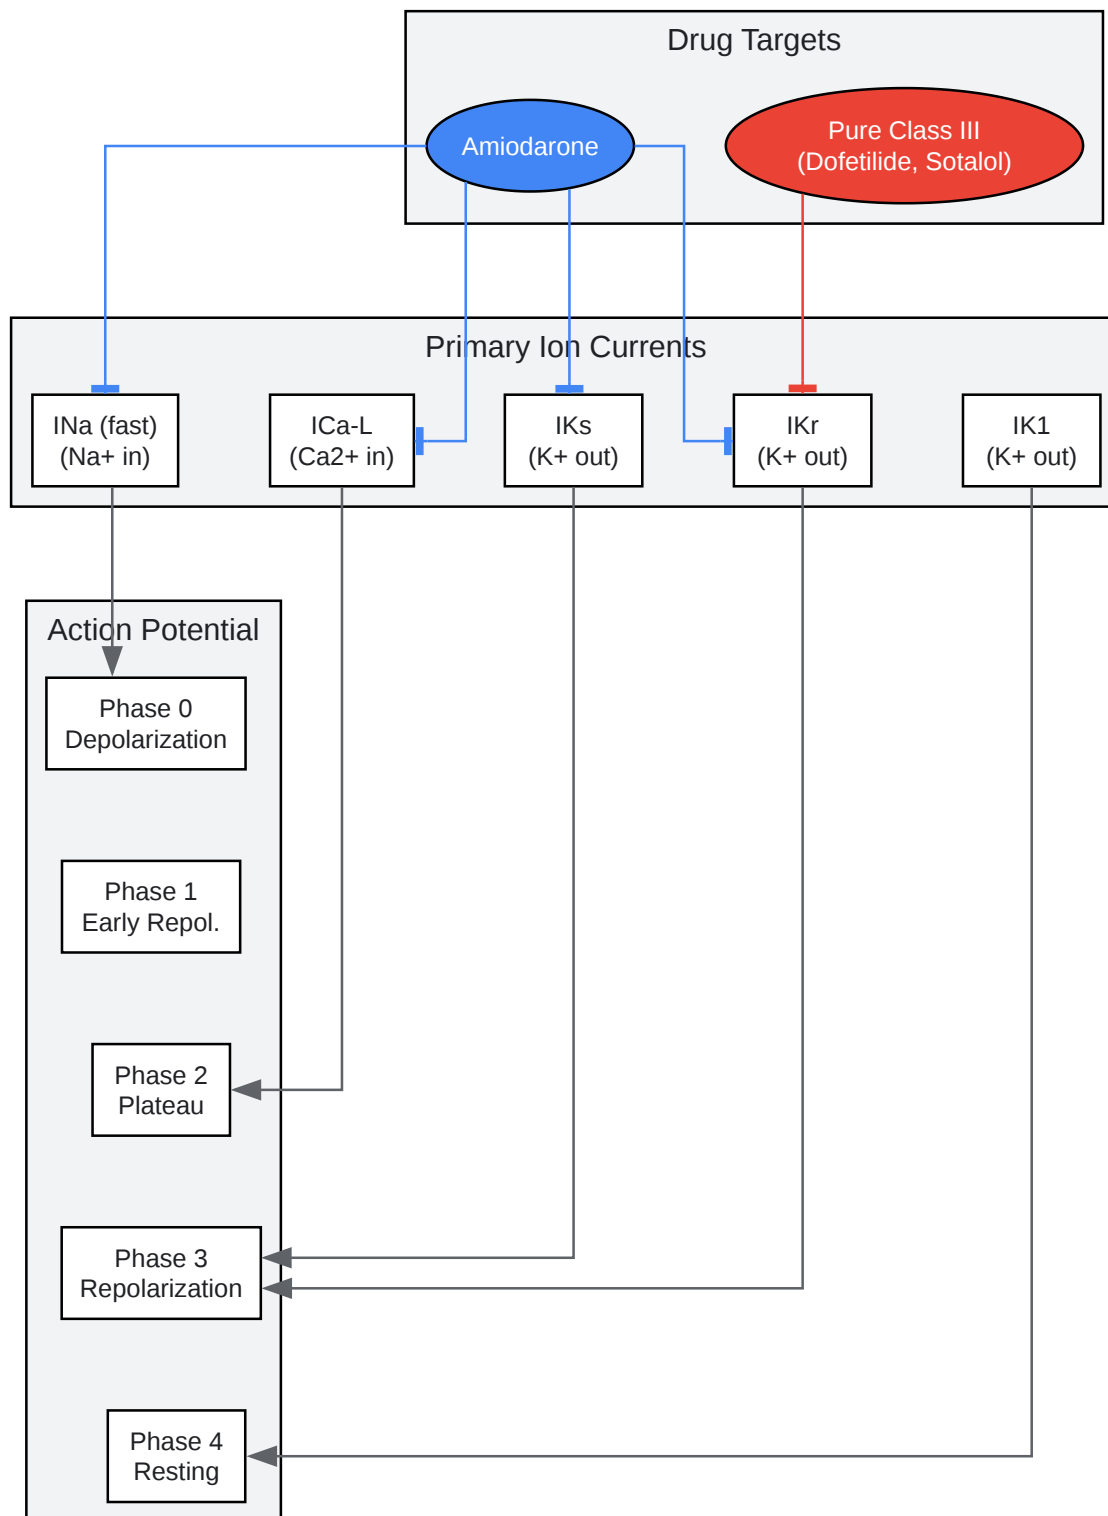 Drug Targets
Amiodarone
Pure Class III
(Dofetilide, Sotalol)
Primary Ion Currents
INa (fast)
(Na+ in)
ICa-L
(Ca2+ in)
IKs
(K+ out)
IKr
(K+ out)
IK1
(K+ out)
Action Potential
Phase 0
Depolarization
Phase 1
Early Repol.
Phase 2
Plateau
Phase 3
Repolarization
Phase 4
Resting